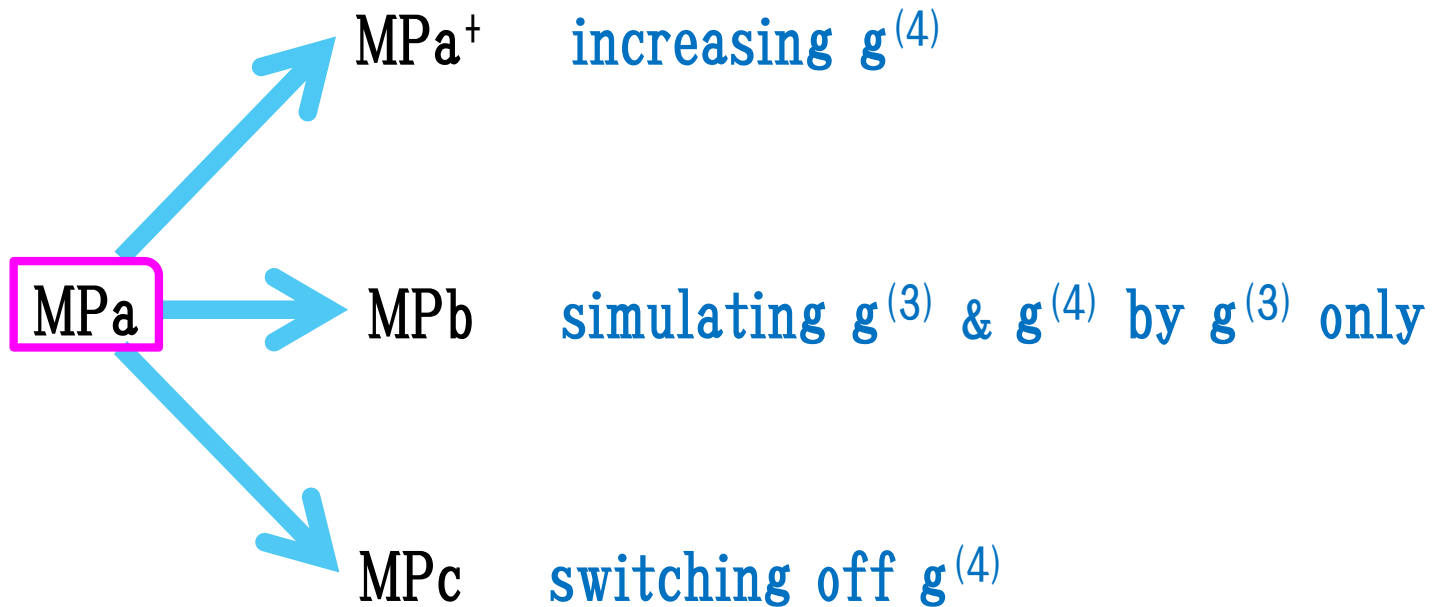 MPa⁺ increasing g⁽⁴⁾
MPa
MPb simulating g⁽³⁾ & g⁽⁴⁾ by g⁽³⁾ only
MPc switching off g⁽⁴⁾